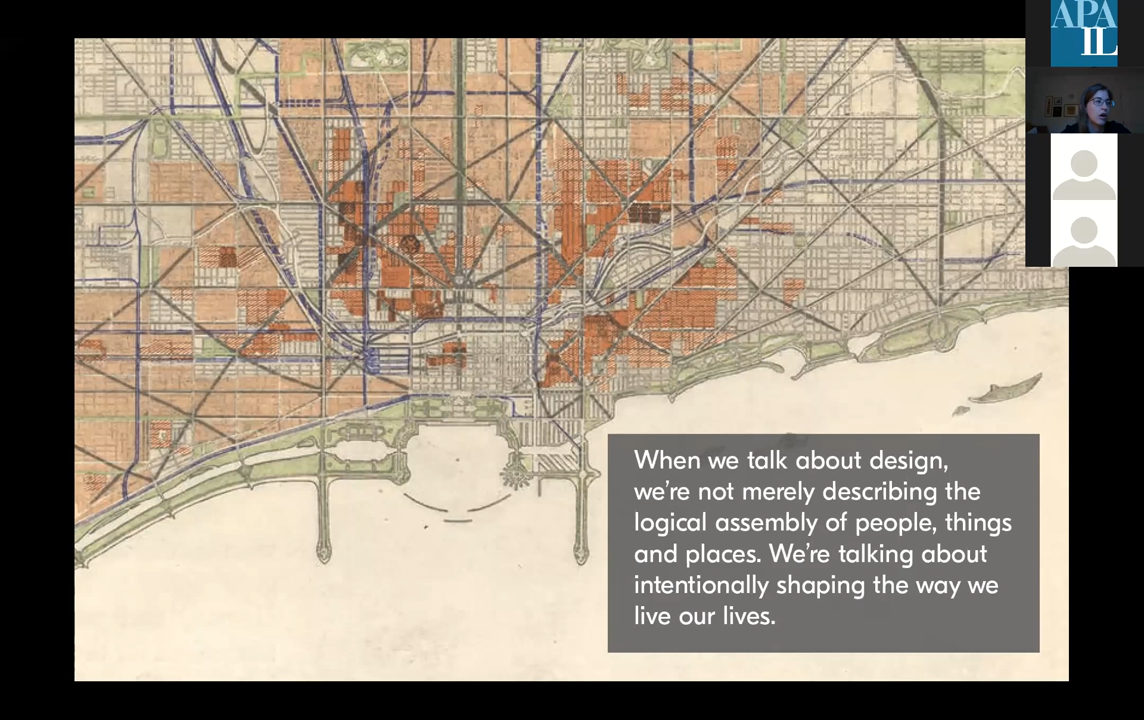 APA
IL
When we talk about design,
we're not merely describing the
logical assembly of people, things
and places. We're talking about
intentionally shaping the way we
live our lives.